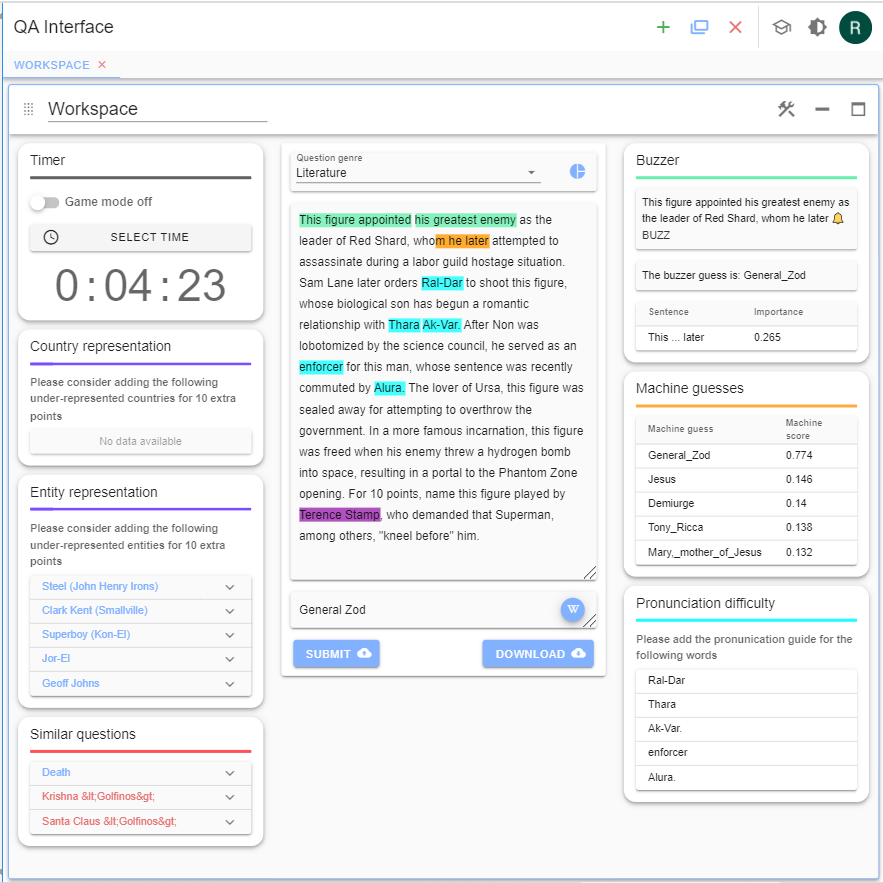 QA Interface
R
WORKSPACE
Workspace
Timer
Game mode off
SELECT TIME
0:04:23
Country representation
Please consider adding the following
under-represented countries for 10 extra
points
No data available
Entity representation
Please consider adding the following
under-represented entities for 10 extra
points
Steel (John Henry Irons)
Clark Kent (Smallville)
Superboy (Kon-El)
Jor-El
Geoff Johns
Similar questions
Death
Krishna &lt;Golfinos&gt;
Santa Claus &lt;Golfinos&gt;
Question genre
Literature
This figure appointed his greatest enemy as the
leader of Red Shard, whom he later attempted to
assassinate during a labor guild hostage situation.
Sam Lane later orders Ral-Dar to shoot this figure,
whose biological son has begun a romantic
relationship with Thara Ak-Var. After Non was
lobotomized by the science council, he served as an
enforcer for this man, whose sentence was recently
commuted by Alura. The lover of Ursa, this figure was
sealed away for attempting to overthrow the
government. In a more famous incarnation, this figure
was freed when his enemy threw a hydrogen bomb
into space, resulting in a portal to the Phantom Zone
opening. For 10 points, name this figure played by
Terence Stamp, who demanded that Superman,
among others, "kneel before" him.
General Zod
W
SUBMIT
DOWNLOAD
Buzzer
This figure appointed his greatest enemy as
the leader of Red Shard, whom he later 🔔
BUZZ
The buzzer guess is: General_Zod
Sentence Importance
This ... later 0.265
Machine guesses
Machine guess Machine
score
General_Zod 0.774
Jesus 0.146
Demiurge 0.14
Tony_Ricca 0.138
Mary,_mother_of_Jesus 0.132
Pronunciation difficulty
Please add the pronunication guide for the
following words
Ral-Dar
Thara
Ak-Var.
enforcer
Alura.